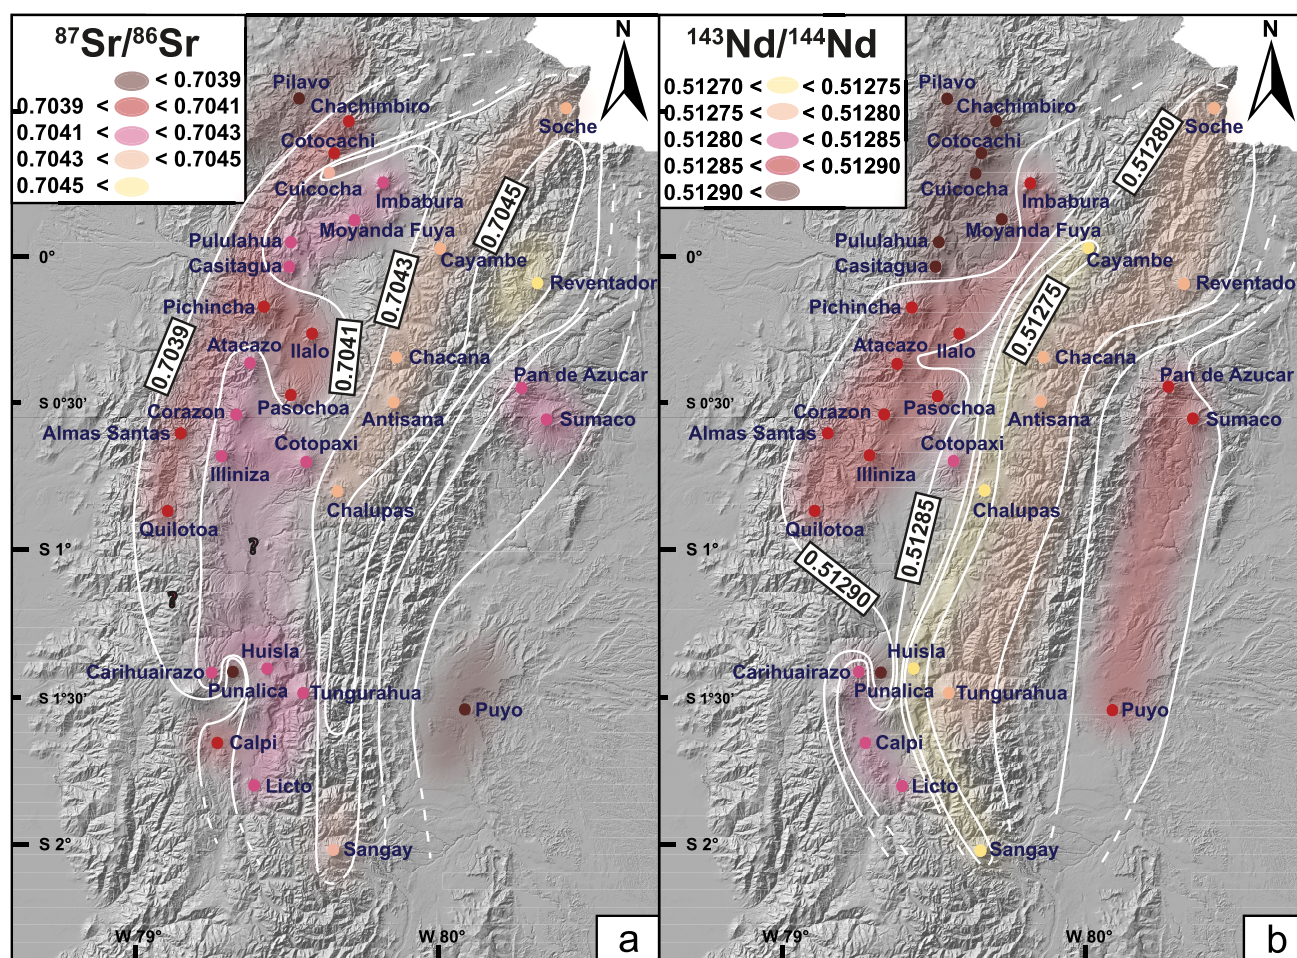 87Sr/86Sr
< 0.7039
0.7039 < < 0.7041
0.7041 < < 0.7043
0.7043 < < 0.7045
0.7045 <
N
Pilavo
Chachimbiro
Cotocachi
Soche
Cuicocha
Imbabura
Moyanda Fuya
0.7045
Pululahua
Casitagua
Cayambe
0°
Reventador
0.7043
Pichincha
Atacazo
Ilalo
0.7039
0.7041
Chacana
Pan de Azucar
S 0°30'
Corazon
Pasochoa
Antisana
Sumaco
Almas Santas
Cotopaxi
Illiniza
Chalupas
Quilotoa
S 1°
?
?
Huisla
Carihuairazo
Punalica
Tungurahua
S 1°30'
Puyo
Calpi
Licto
S 2°
Sangay
W 79°
W 80°
a
143Nd/144Nd
0.51270 < < 0.51275
0.51275 < < 0.51280
0.51280 < < 0.51285
0.51285 < < 0.51290
0.51290 <
N
Pilavo
Chachimbiro
Cotocachi
Soche
0.51280
Cuicocha
Imbabura
Moyanda Fuya
Pululahua
Casitagua
Cayambe
0°
Reventador
Pichincha
0.51275
Atacazo
Ilalo
Chacana
Pan de Azucar
S 0°30'
Corazon
Pasochoa
Antisana
Sumaco
Almas Santas
Cotopaxi
Illiniza
Chalupas
Quilotoa
0.51285
S 1°
0.51290
Huisla
Carihuairazo
Punalica
Tungurahua
S 1°30'
Puyo
Calpi
Licto
S 2°
Sangay
W 79°
W 80°
b